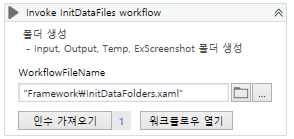 Invoke InitDataFiles workflow
폴더 생성
- Input, Output, Temp, ExScreenshot 폴더 생성
WorkflowFileName
"Framework₩InitDataFolders.xaml"
...
인수 가져오기 1 워크플로우 열기